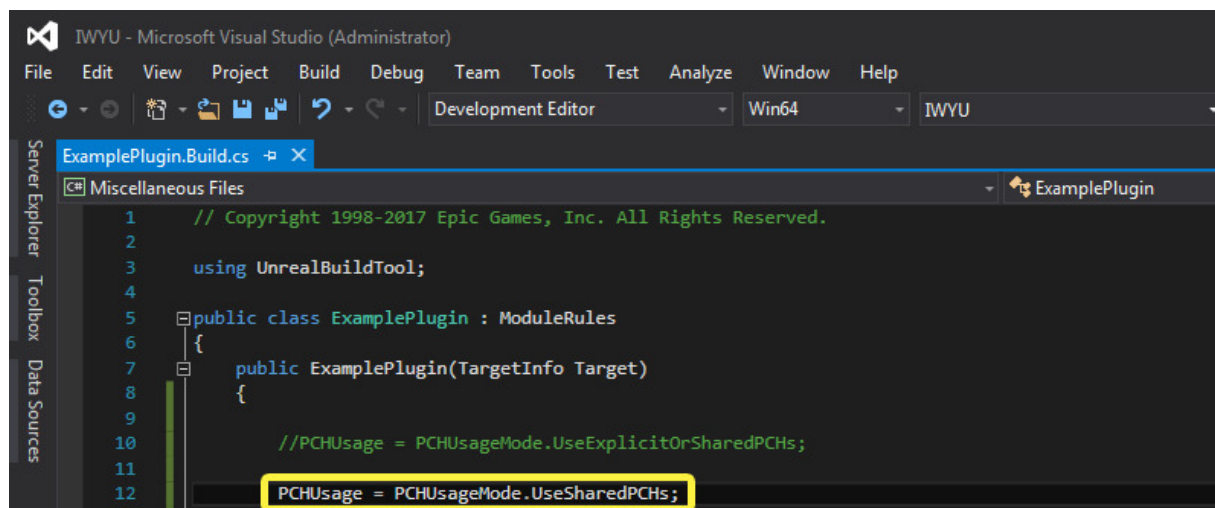 IWYU - Microsoft Visual Studio (Administrator)
File Edit View Project Build Debug Team Tools Test Analyze Window Help
Development Editor Win64 IWYU
Server Explorer
Toolbox
Data Sources
ExamplePlugin.Build.cs
C# Miscellaneous Files ExamplePlugin
1 // Copyright 1998-2017 Epic Games, Inc. All Rights Reserved.
2
3 using UnrealBuildTool;
4
5 public class ExamplePlugin : ModuleRules
6 {
7 public ExamplePlugin(TargetInfo Target)
8 {
9
10 //PCHUsage = PCHUsageMode.UseExplicitOrSharedPCHs;
11
12 PCHUsage = PCHUsageMode.UseSharedPCHs;